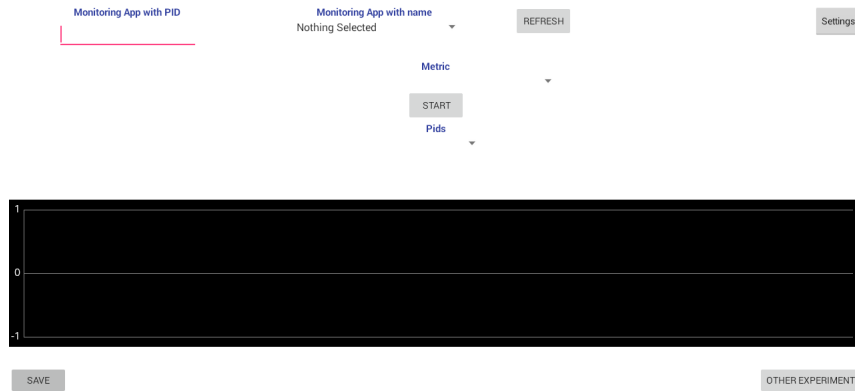 Monitoring App with PID
Monitoring App with name
Nothing Selected
REFRESH
Settings
Metric
START
Pids
1
0
-1
SAVE
OTHER EXPERIMENT